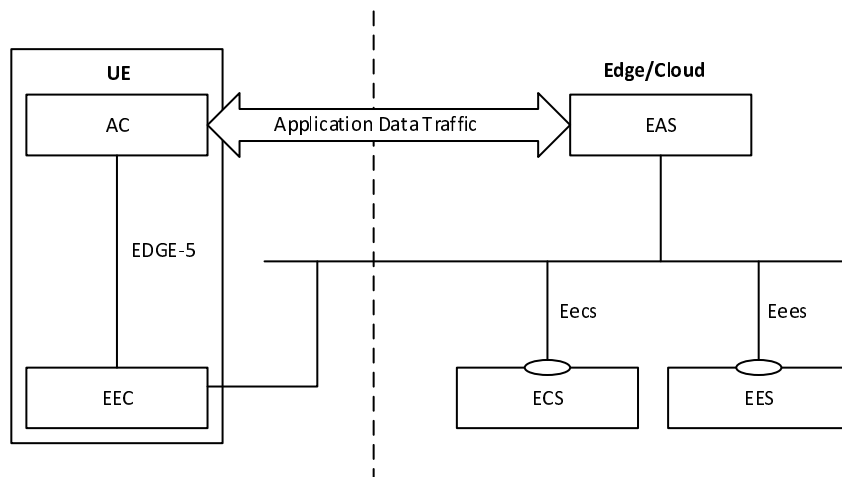 UE
Edge/Cloud
AC
Application Data Traffic
EAS
EDGE-5
Eecs
Eees
EEC
ECS
EES